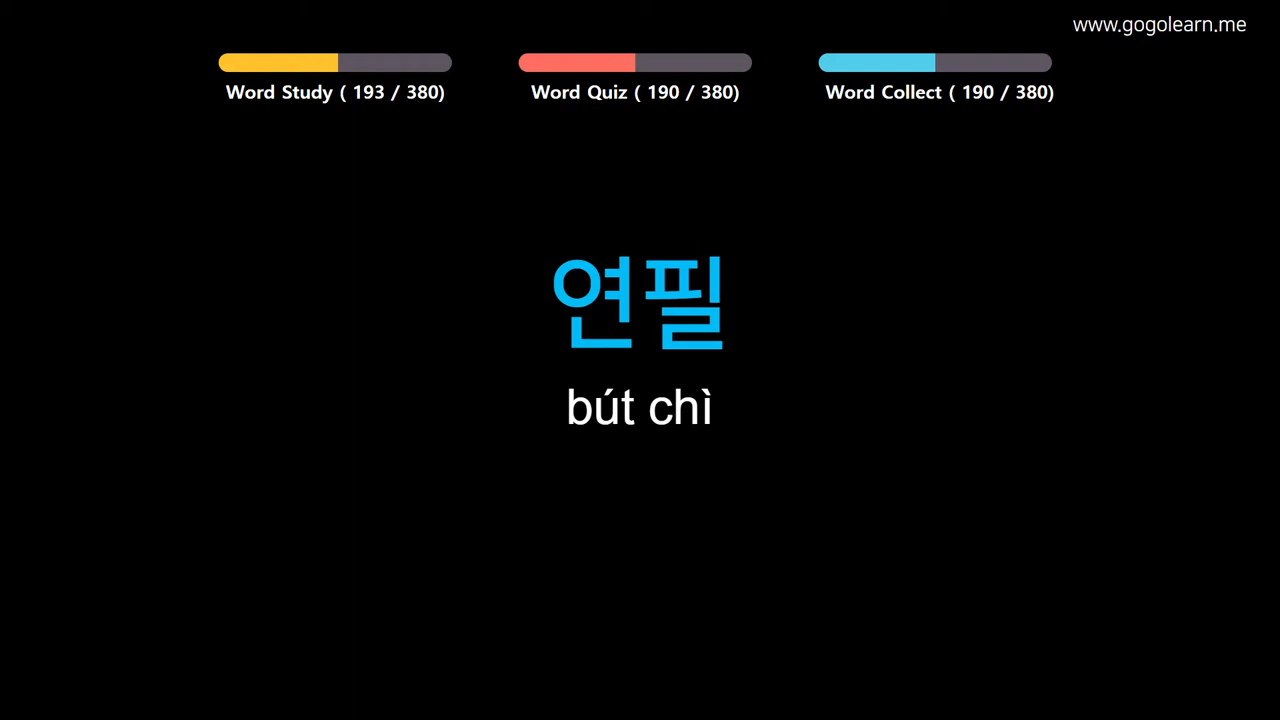 www.gogolearn.me
Word Study ( 193 / 380)
Word Quiz ( 190 / 380)
Word Collect ( 190 / 380)
연필
bút chì